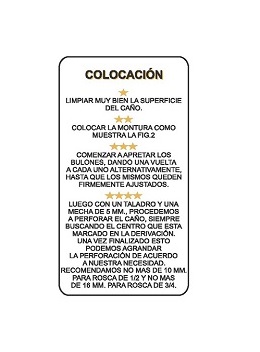 COLOCACIÓN
LIMPIAR MUY BIEN LA SUPERFICIE
DEL CAÑO.
COLOCAR LA MONTURA COMO
MUESTRA LA FIG.2
COMENZAR A APRETAR LOS
BULONES, DANDO UNA VUELTA
A CADA UNO ALTERNATIVAMENTE,
HASTA QUE LOS MISMOS QUEDEN
FIRMEMENTE AJUSTADOS.
LUEGO CON UN TALADRO Y UNA
MECHA DE 5 MM., PROCEDEMOS
A PERFORAR EL CAÑO, SIEMPRE
BUSCANDO EL CENTRO QUE ESTA
MARCADO EN LA DERIVACIÓN.
UNA VEZ FINALIZADO ESTO
PODEMOS AGRANDAR
LA PERFORACIÓN DE ACUERDO
A NUESTRA NECESIDAD.
RECOMENDAMOS NO MAS DE 10 MM.
PARA ROSCA DE 1/2 Y NO MAS
DE 16 MM. PARA ROSCA DE 3/4.